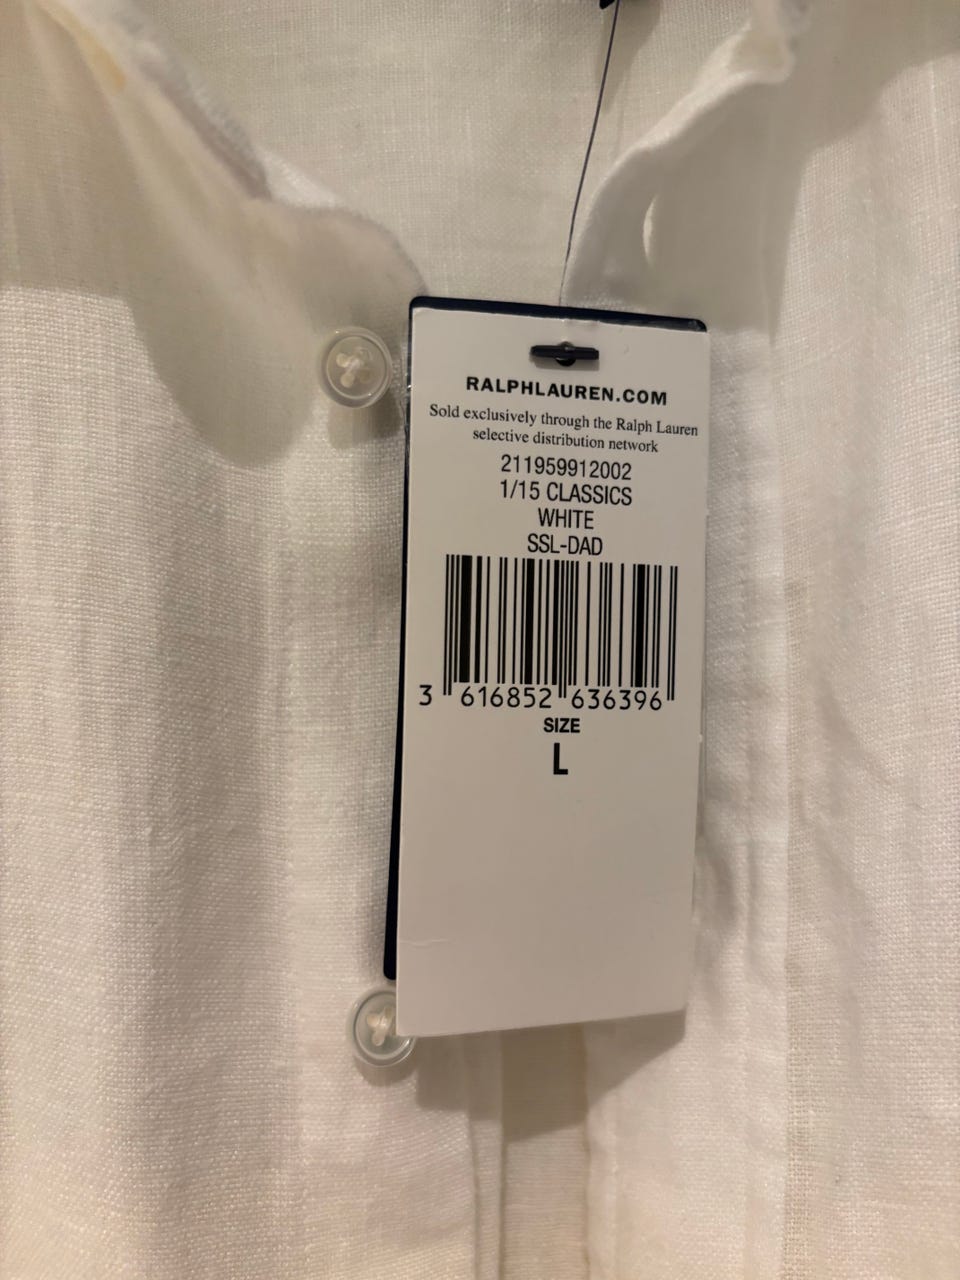 RALPHLAUREN.COM
Sold exclusively through the Ralph Lauren
selective distribution network
211959912002
1/15 CLASSICS
WHITE
SSL-DAD
3 616852 636396
SIZE
L